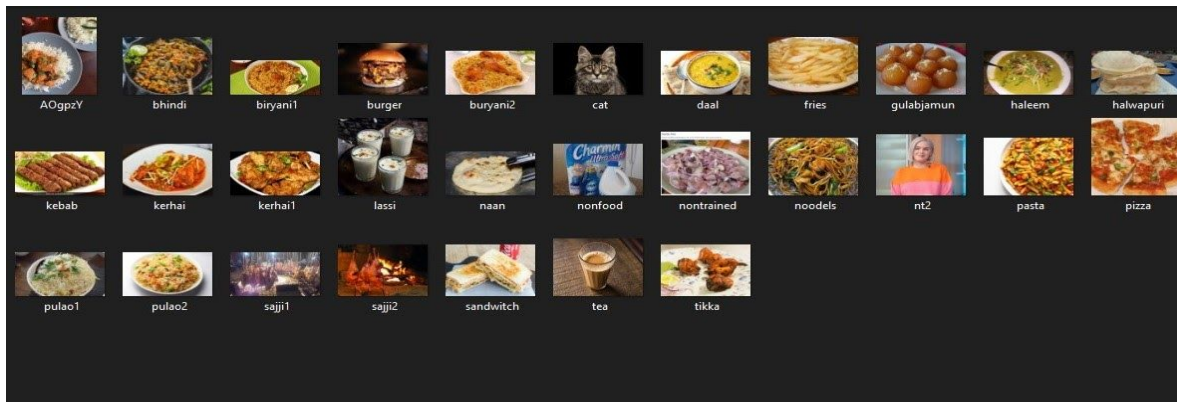 AOgpzY bhindi biryani1 burger buryani2 cat daal fries gulabjamun haleem halwapuri
Charmin
kebab kerhai kerhai1 lassi naan nonfood nontrained noodels nt2 pasta pizza
pulao1 pulao2 sajji1 sajji2 sandwitch tea tikka